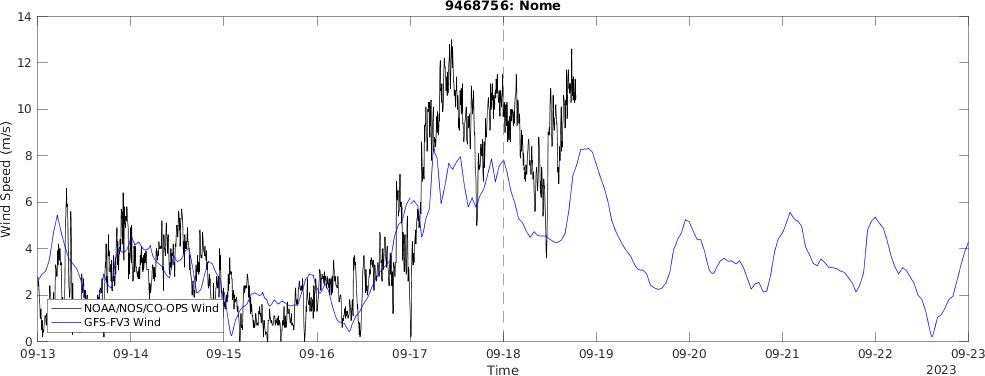 9468756: Nome
14
12
10
8
6
4
2
0
Wind Speed (m/s)
NOAA/NOS/CO-OPS Wind
GFS-FV3 Wind
09-13 09-14 09-15 09-16 09-17 09-18 09-19 09-20 09-21 09-22 09-23
Time
2023